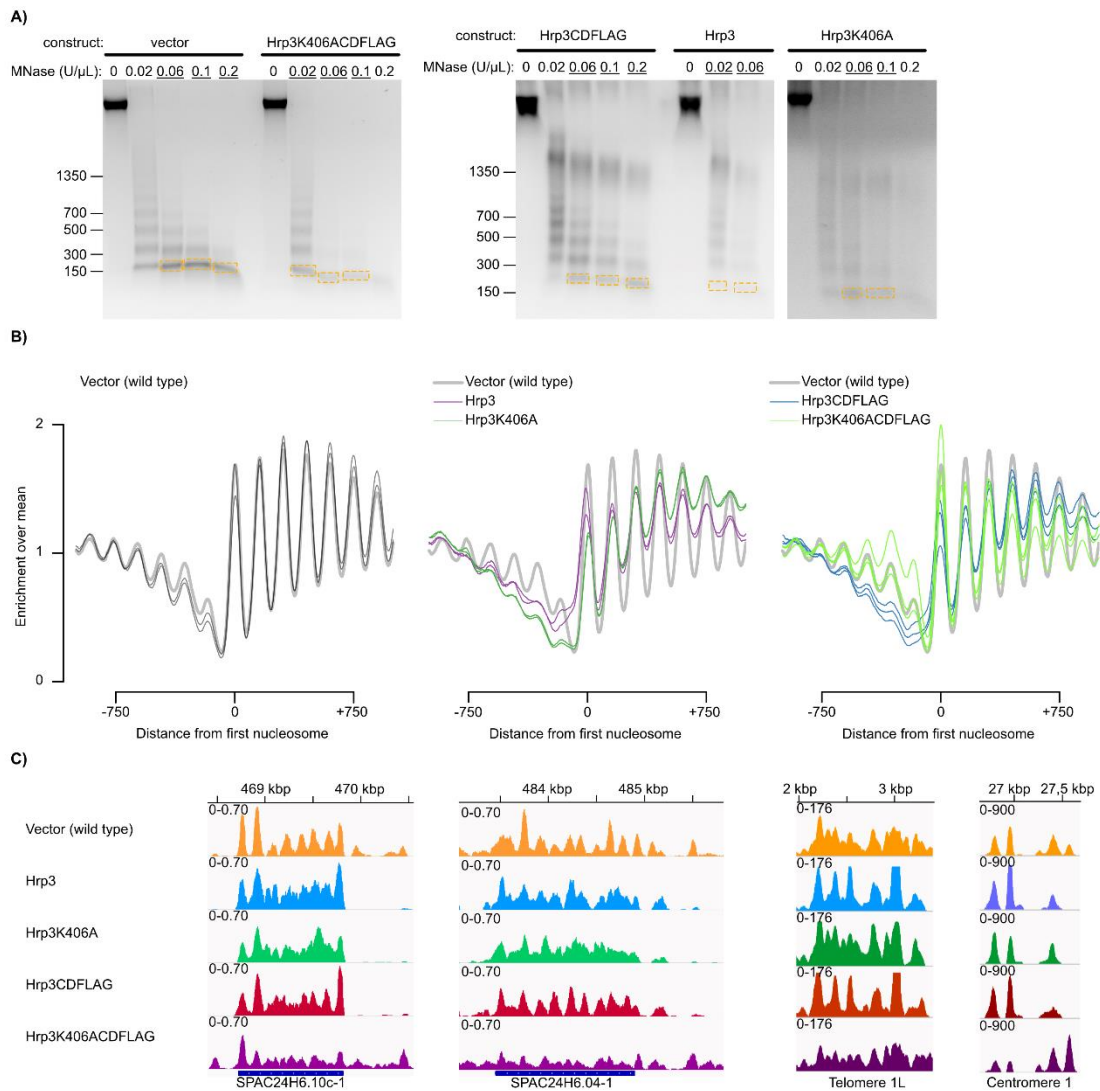 A)
construct: vector Hrp3K406ACDFLAG
MNase (U/µL): 0 0.02 0.06 0.1 0.2 0 0.02 0.06 0.1 0.2
1350
700
500
300
150
construct: Hrp3CDFLAG Hrp3 Hrp3K406A
MNase (U/µL): 0 0.02 0.06 0.1 0.2 0 0.02 0.06 0 0.02 0.06 0.1 0.2
1350
700
500
300
150
B)
Vector (wild type)
Vector (wild type)
Hrp3
Hrp3K406A
Vector (wild type)
Hrp3CDFLAG
Hrp3K406ACDFLAG
Enrichment over mean
2
1
0
-750 0 +750
Distance from first nucleosome
-750 0 +750
Distance from first nucleosome
-750 0 +750
Distance from first nucleosome
C)
469 kbp 470 kbp 484 kbp 485 kbp 2 kbp 3 kbp 27 kbp 27,5 kbp
Vector (wild type) 0-0.70 0-0.70 0-176 0-900
Hrp3 0-0.70 0-0.70 0-176 0-900
Hrp3K406A 0-0.70 0-0.70 0-176 0-900
Hrp3CDFLAG 0-0.70 0-0.70 0-176 0-900
Hrp3K406ACDFLAG 0-0.70 0-0.70 0-176 0-900
SPAC24H6.10c-1 SPAC24H6.04-1 Telomere 1L Centromere 1